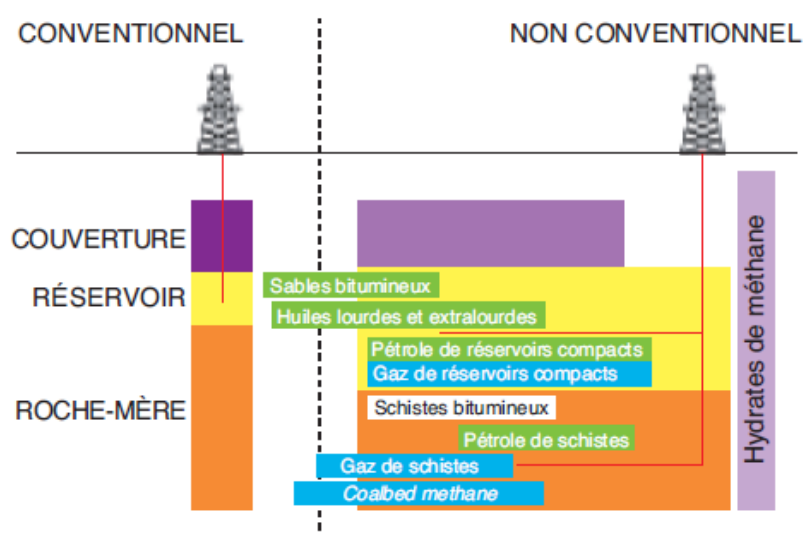 CONVENTIONNEL
NON CONVENTIONNEL
COUVERTURE
RÉSERVOIR
Sables bitumineux
Huiles lourdes et extralourdes
Pétrole de réservoirs compacts
Gaz de réservoirs compacts
ROCHE-MÈRE
Schistes bitumineux
Pétrole de schistes
Gaz de schistes
Coalbed methane
Hydrates de méthane